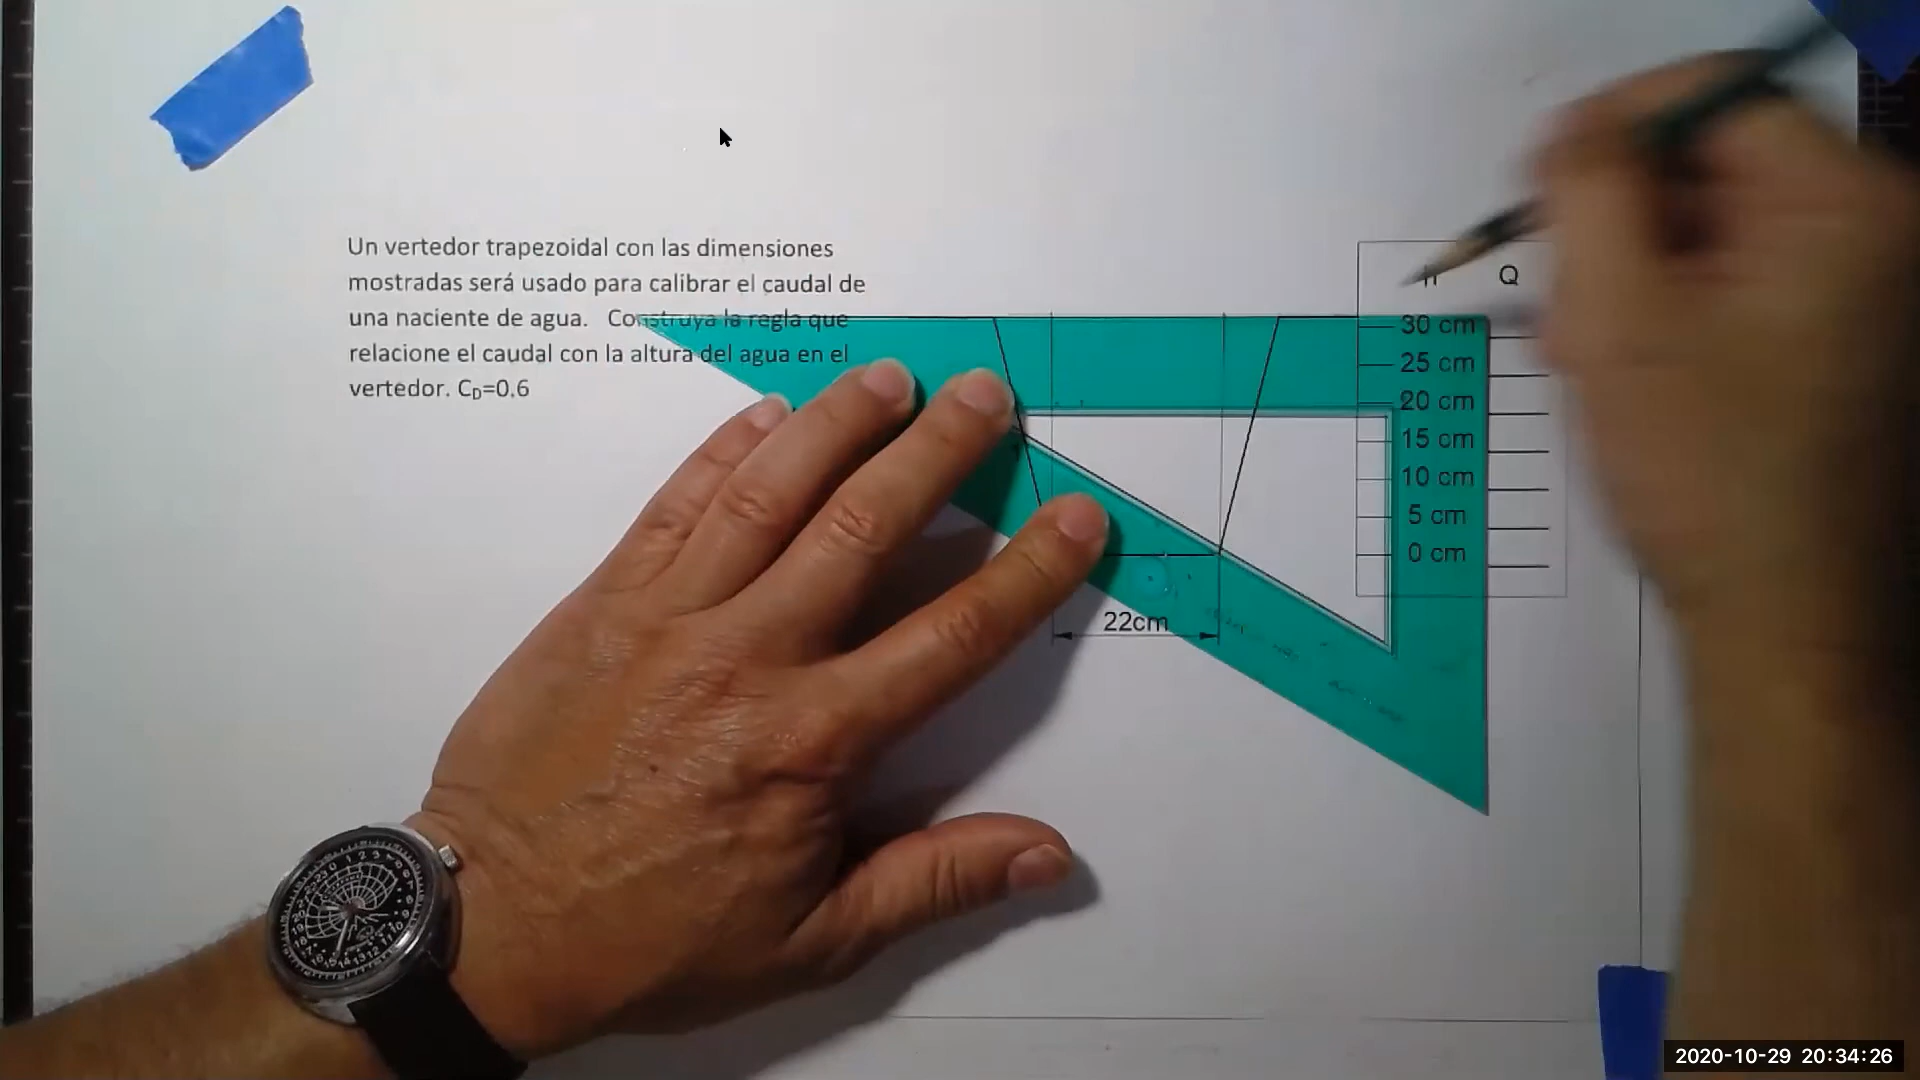 Un vertedor trapezoidal con las dimensiones
mostradas será usado para calibrar el caudal de
una naciente de agua. Construya la regla que
relacione el caudal con la altura del agua en el
vertedor. CD=0.6
h Q
30 cm
25 cm
20 cm
15 cm
10 cm
5 cm
0 cm
22cm
2020-10-29 20:34:26